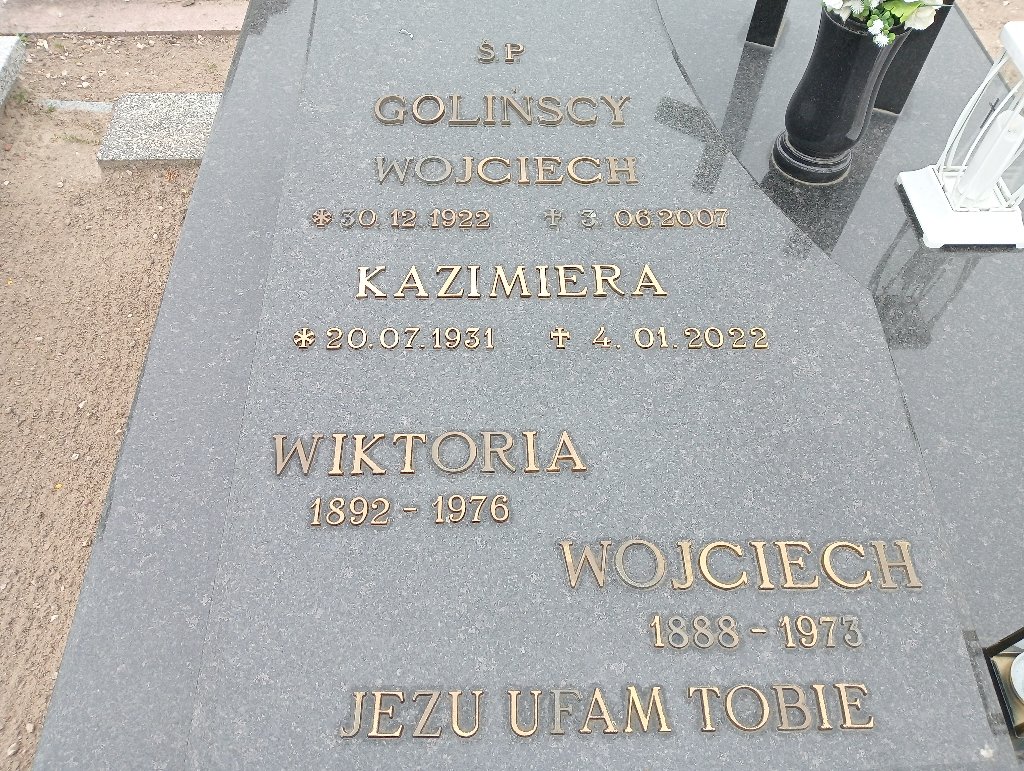 Ś P
GOLIŃSCY
WOJCIECH
* 30.12.1922 ✝ 3.06.2007
KAZIMIERA
* 20.07.1931 ✝ 4.01.2022
WIKTORIA
1892 - 1976
WOJCIECH
1888 - 1973
JEZU UFAM TOBIE